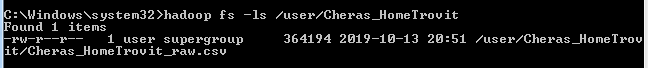 C:\Windows\system32>hadoop fs -ls /user/Cheras_HomeTrovit
Found 1 items
-rw-r--r--   1 user supergroup     364194 2019-10-13 20:51 /user/Cheras_HomeTrov
it/Cheras_HomeTrovit_raw.csv